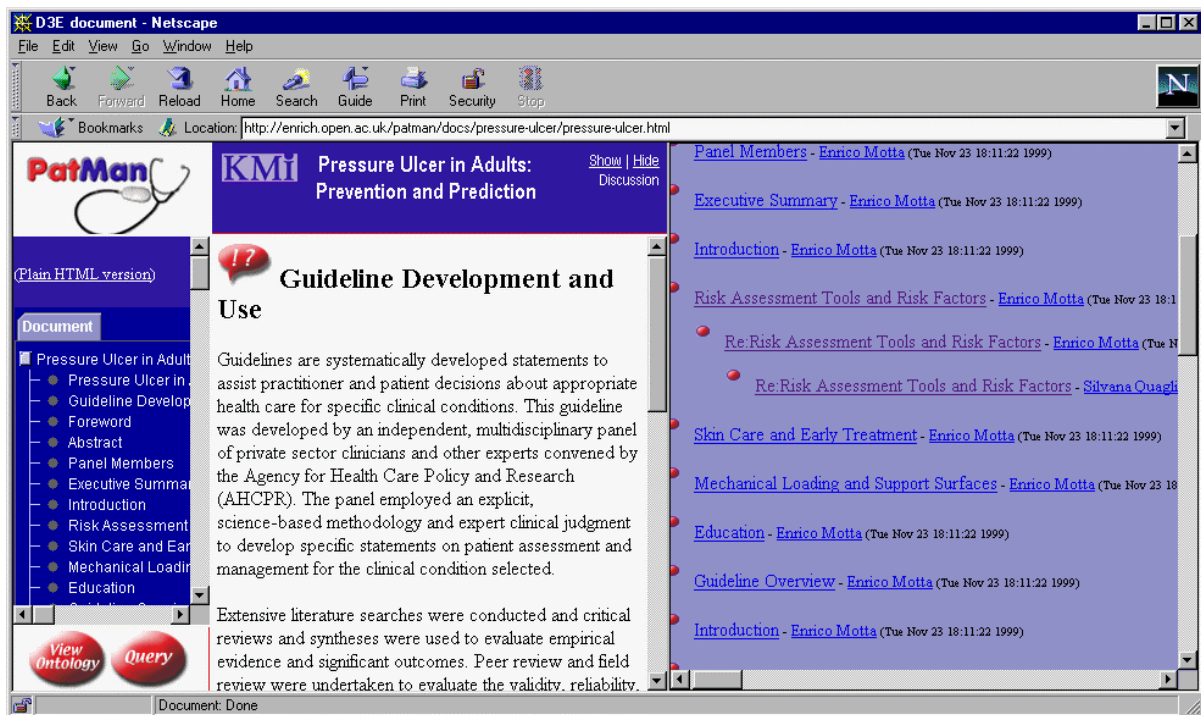 D3E document - Netscape
File Edit View Go Window Help
Back Forward Reload Home Search Guide Print Security Stop
N
Bookmarks Location: http://enrich.open.ac.uk/patman/docs/pressure-ulcer/pressure-ulcer.html
PatMan
KMi
Pressure Ulcer in Adults:
Prevention and Prediction
Show | Hide
Discussion
(Plain HTML version)
Document
Pressure Ulcer in Adult
Pressure Ulcer in .
Guideline Develop
Foreword
Abstract
Panel Members
Executive Summa
Introduction
Risk Assessment
Skin Care and Ear
Mechanical Loadin
Education
View
Ontology
Query
!?
Guideline Development and
Use
Guidelines are systematically developed statements to
assist practitioner and patient decisions about appropriate
health care for specific clinical conditions. This guideline
was developed by an independent, multidisciplinary panel
of private sector clinicians and other experts convened by
the Agency for Health Care Policy and Research
(AHCPR). The panel employed an explicit,
science-based methodology and expert clinical judgment
to develop specific statements on patient assessment and
management for the clinical condition selected.
Extensive literature searches were conducted and critical
reviews and syntheses were used to evaluate empirical
evidence and significant outcomes. Peer review and field
review were undertaken to evaluate the validity, reliability,
Panel Members - Enrico Motta (Tue Nov 23 18:11:22 1999)
Executive Summary - Enrico Motta (Tue Nov 23 18:11:22 1999)
Introduction - Enrico Motta (Tue Nov 23 18:11:22 1999)
Risk Assessment Tools and Risk Factors - Enrico Motta (Tue Nov 23 18:1
Re:Risk Assessment Tools and Risk Factors - Enrico Motta (Tue N
Re:Risk Assessment Tools and Risk Factors - Silvana Quagli
Skin Care and Early Treatment - Enrico Motta (Tue Nov 23 18:11:22 1999)
Mechanical Loading and Support Surfaces - Enrico Motta (Tue Nov 23 18
Education - Enrico Motta (Tue Nov 23 18:11:22 1999)
Guideline Overview - Enrico Motta (Tue Nov 23 18:11:22 1999)
Introduction - Enrico Motta (Tue Nov 23 18:11:22 1999)
Document: Done